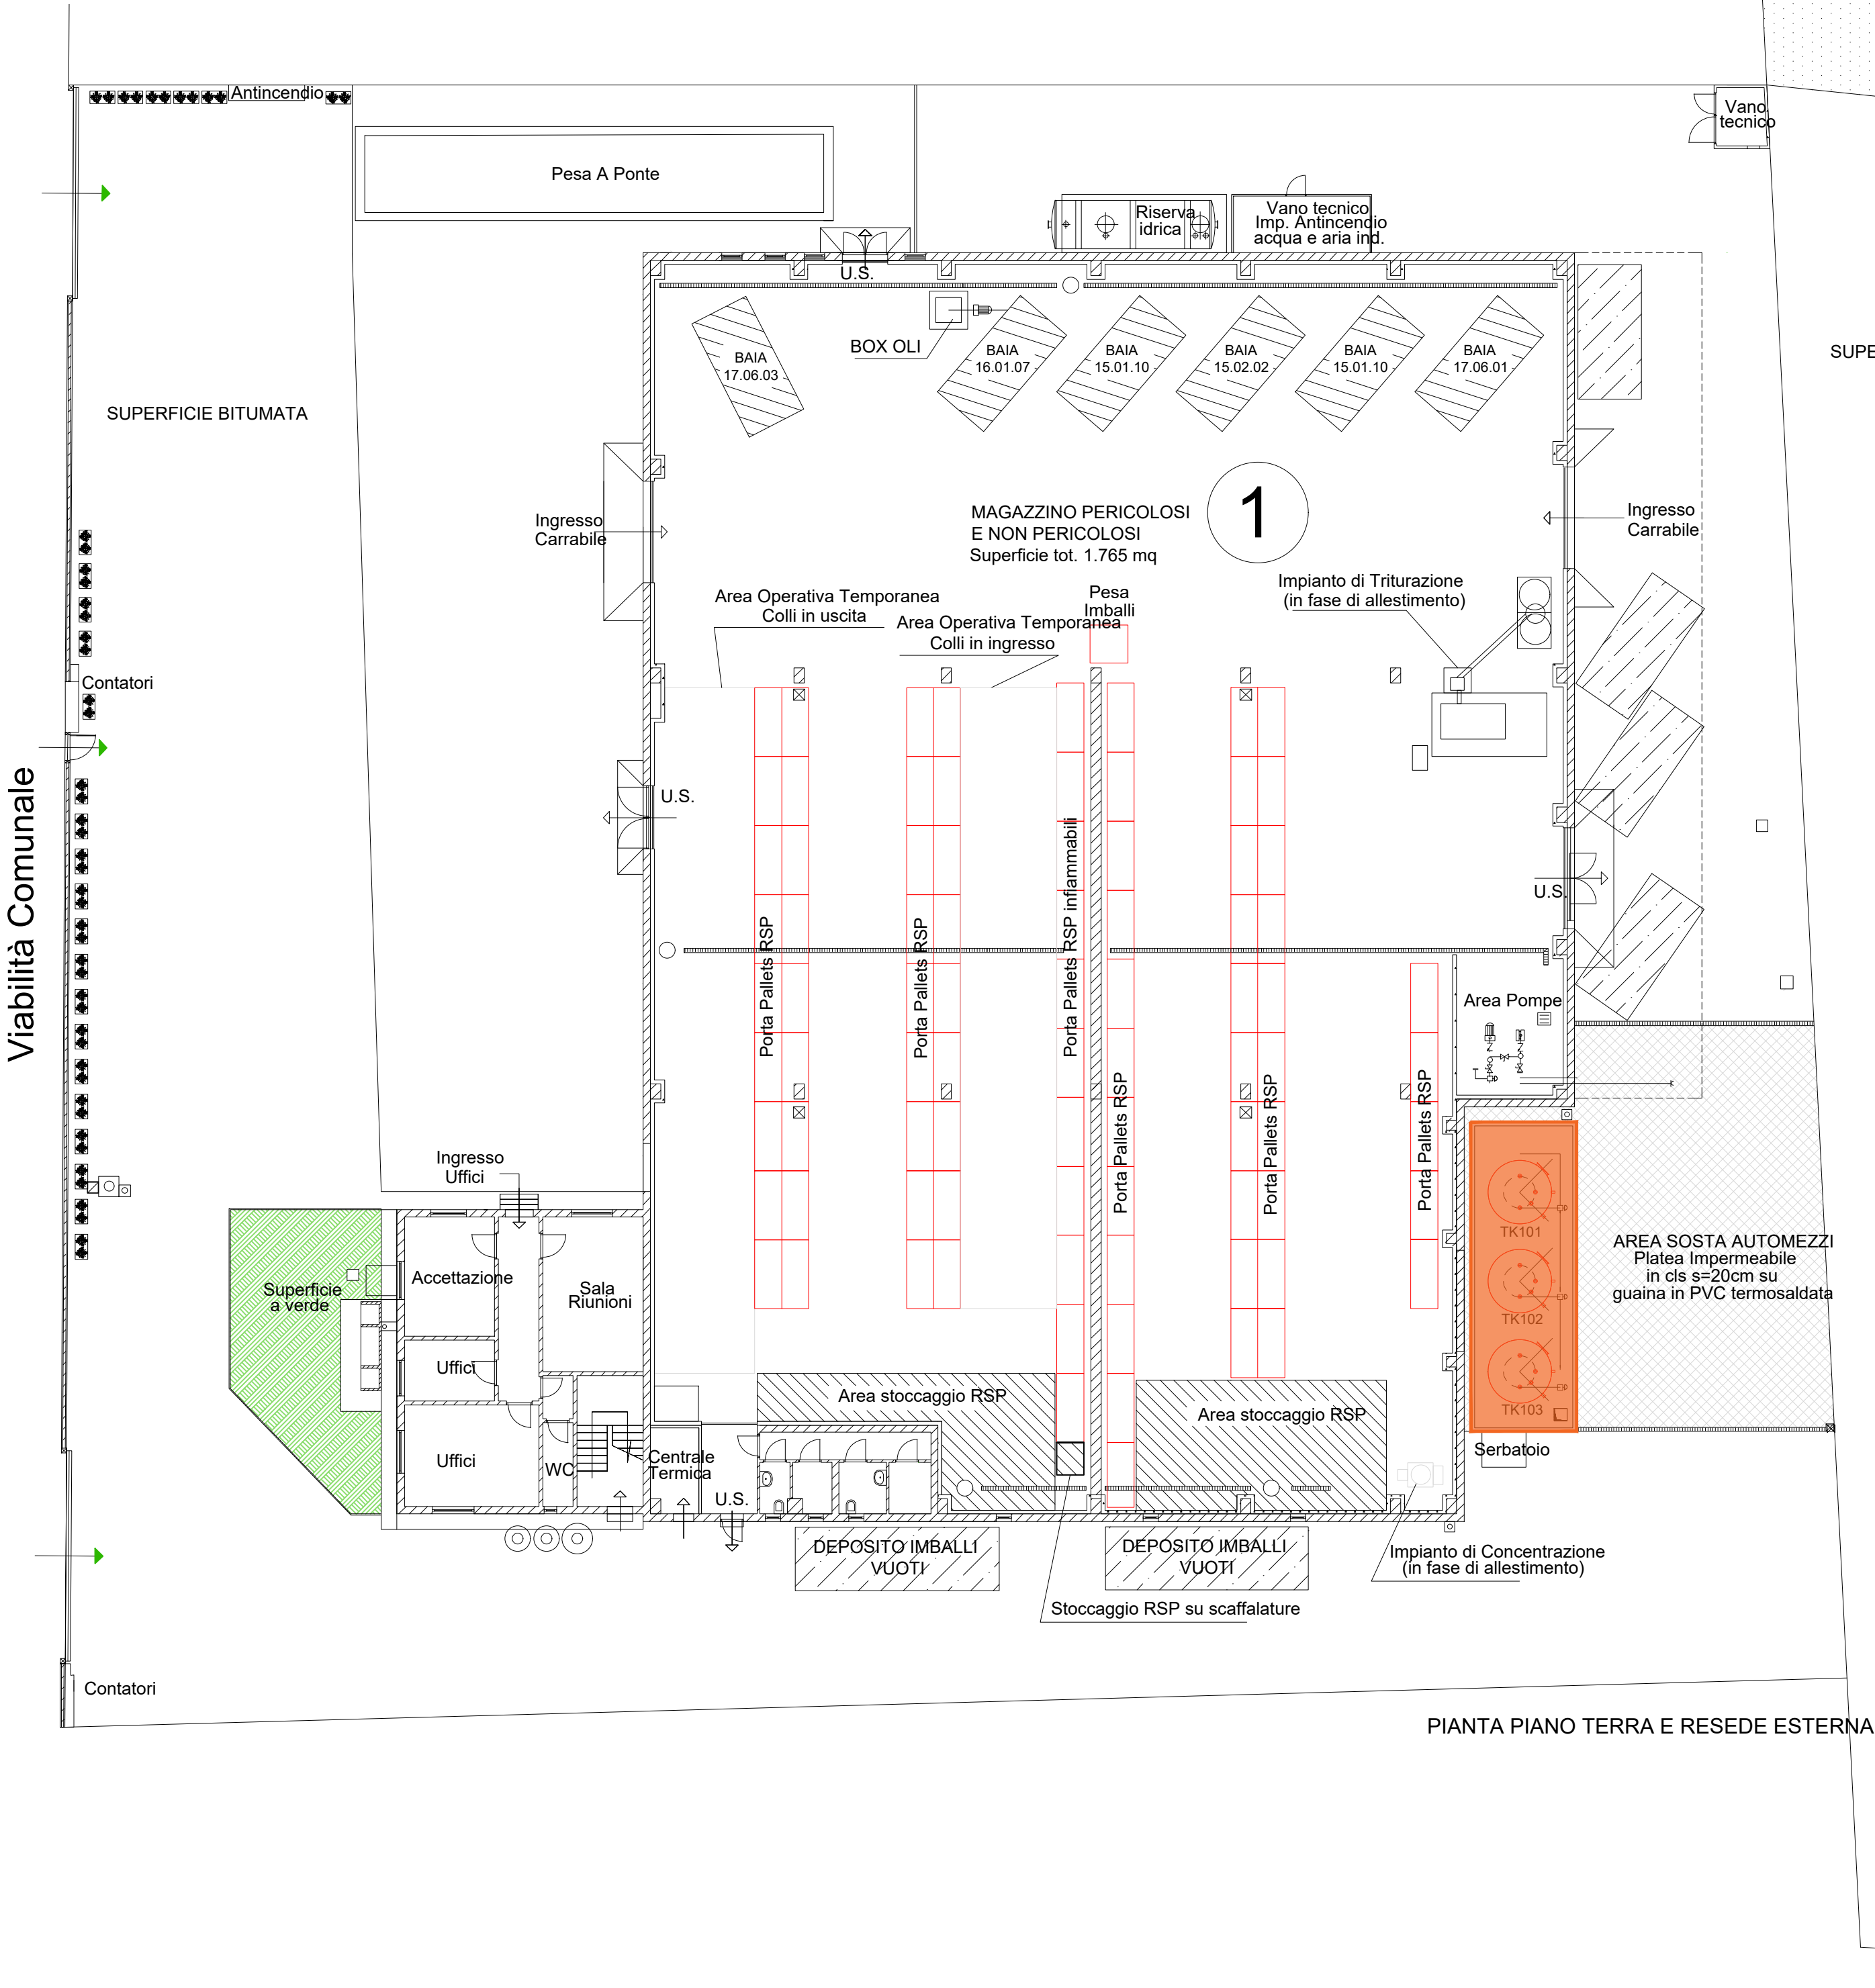 Antincendio
Vano
tecnico
Pesa A Ponte
Riserva
idrica
Vano tecnico
Imp. Antincendio
acqua e aria ind.
U.S.
BOX OLI
BAIA
17.06.03
BAIA
16.01.07
BAIA
15.01.10
BAIA
15.02.02
BAIA
15.01.10
BAIA
17.06.01
SUPE
SUPERFICIE BITUMATA
Ingresso
Carrabile
MAGAZZINO PERICOLOSI
E NON PERICOLOSI
Superficie tot. 1.765 mq
1
Ingresso
Carrabile
Area Operativa Temporanea
Colli in uscita
Area Operativa Temporanea
Colli in ingresso
Pesa
Imballi
Impianto di Triturazione
(in fase di allestimento)
Contatori
U.S.
U.S.
Viabilità Comunale
Porta Pallets RSP
Porta Pallets RSP
Porta Pallets RSP infiammabili
Porta Pallets RSP
Porta Pallets RSP
Porta Pallets RSP
Area Pompe
Ingresso
Uffici
TK101
TK102
TK103
AREA SOSTA AUTOMEZZI
Platea Impermeabile
in cls s=20cm su
guaina in PVC termosaldata
Superficie
a verde
Accettazione
Sala
Riunioni
Uffici
Uffici
WC
Centrale
Termica
U.S.
Area stoccaggio RSP
Area stoccaggio RSP
Serbatoio
DEPOSITO IMBALLI
VUOTI
DEPOSITO IMBALLI
VUOTI
Impianto di Concentrazione
(in fase di allestimento)
Stoccaggio RSP su scaffalature
Contatori
PIANTA PIANO TERRA E RESEDE ESTERNA